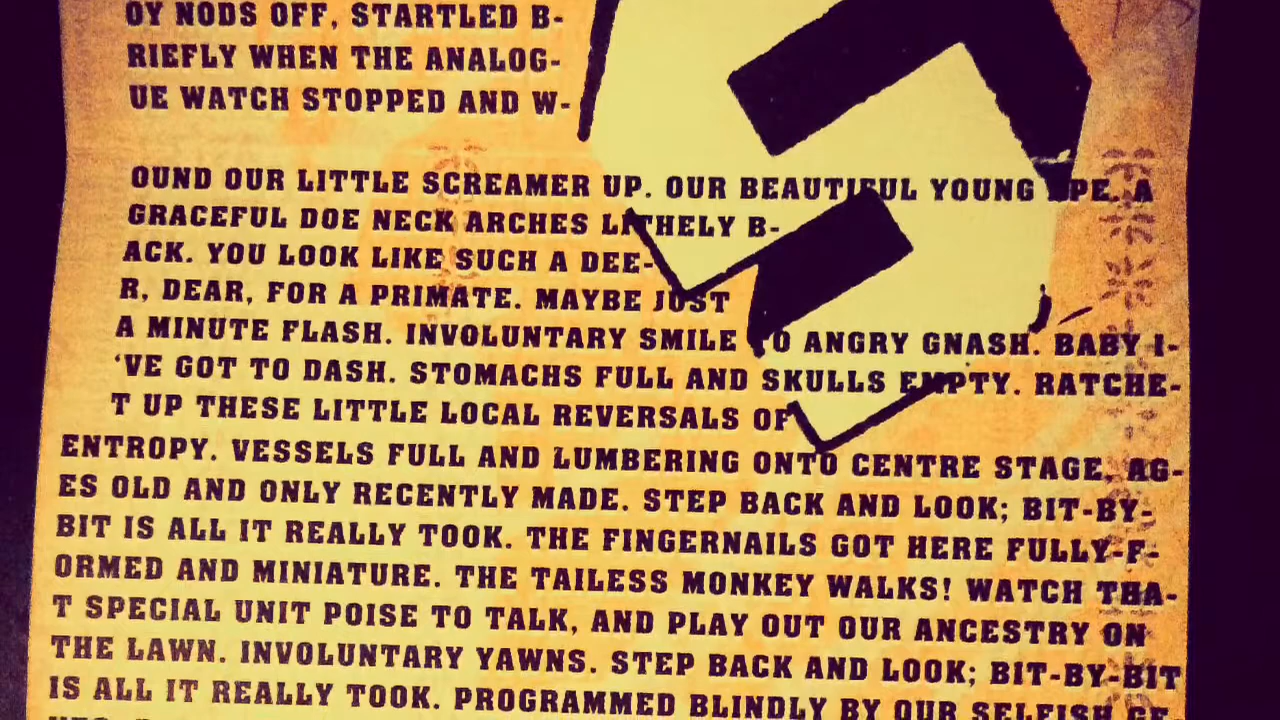 OY NODS OFF, STARTLED B-
RIEFLY WHEN THE ANALOG-
UE WATCH STOPPED AND W-
OUND OUR LITTLE SCREAMER UP. OUR BEAUTIFUL YOUNG APE. A
GRACEFUL DOE NECK ARCHES LITHELY B-
ACK. YOU LOOK LIKE SUCH A DEE-
R, DEAR, FOR A PRIMATE. MAYBE JUST
A MINUTE FLASH. INVOLUNTARY SMILE TO ANGRY GNASH. BABY I-
‘VE GOT TO DASH. STOMACHS FULL AND SKULLS EMPTY. RATCHE-
T UP THESE LITTLE LOCAL REVERSALS OF
ENTROPY. VESSELS FULL AND LUMBERING ONTO CENTRE STAGE. AG-
ES OLD AND ONLY RECENTLY MADE. STEP BACK AND LOOK; BIT-BY-
BIT IS ALL IT REALLY TOOK. THE FINGERNAILS GOT HERE FULLY-F-
ORMED AND MINIATURE. THE TAILESS MONKEY WALKS! WATCH THA-
T SPECIAL UNIT POISE TO TALK, AND PLAY OUT OUR ANCESTRY ON
THE LAWN. INVOLUNTARY YAWNS. STEP BACK AND LOOK; BIT-BY-BIT
IS ALL IT REALLY TOOK. PROGRAMMED BLINDLY BY OUR SELFISH GE-